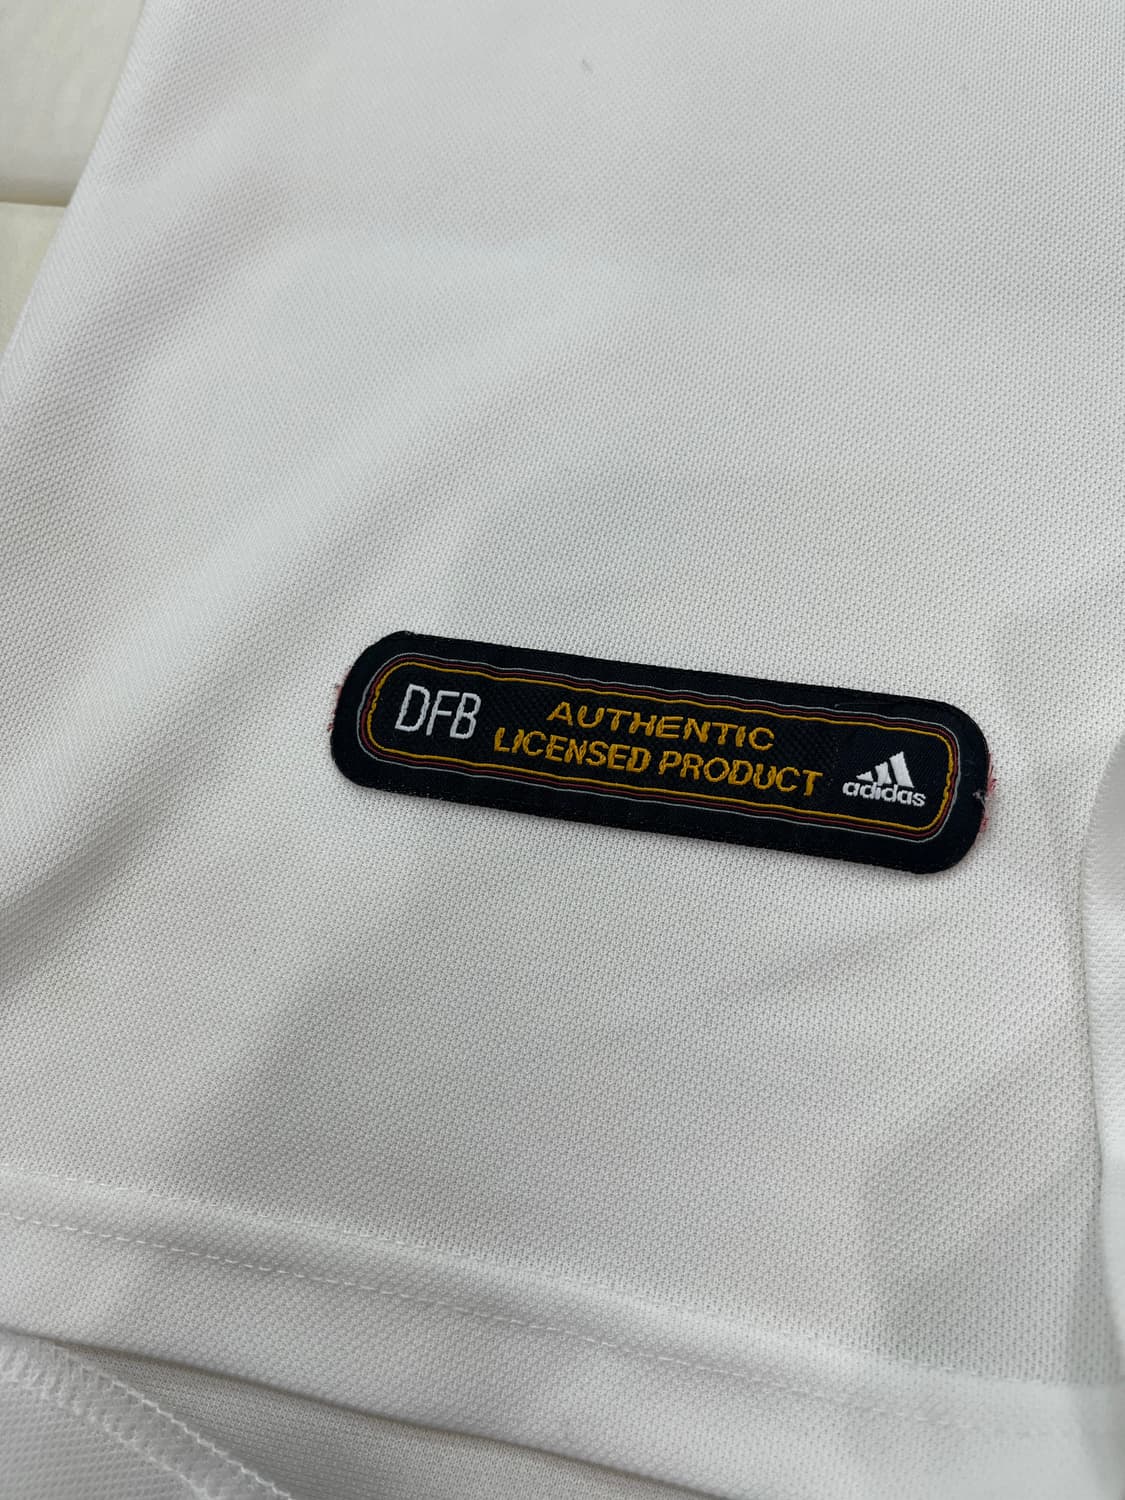 DFB
AUTHENTIC
LICENSED PRODUCT
adidas